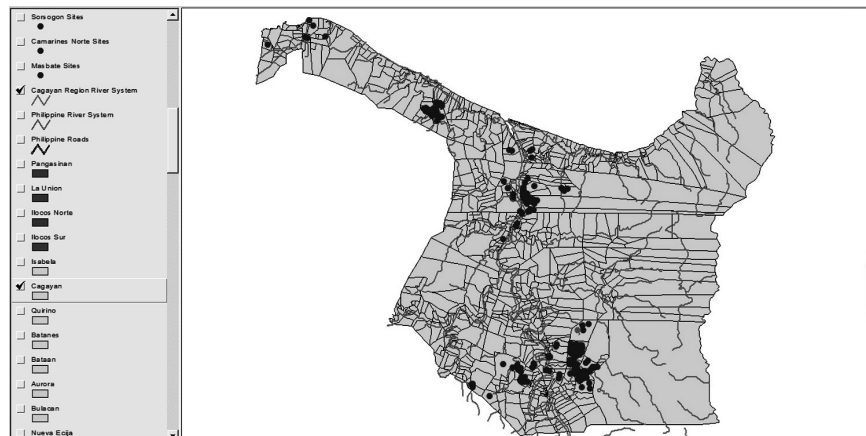 Sorsogon Sites
Camarines Norte Sites
Masbate Sites
Cagayan Region River System
Philippine River System
Philippine Roads
Pangasinan
La Union
Ilocos Norte
Ilocos Sur
Isabela
Cagayan
Quirino
Batanes
Bataan
Aurora
Bulacan
Nueva Ecija